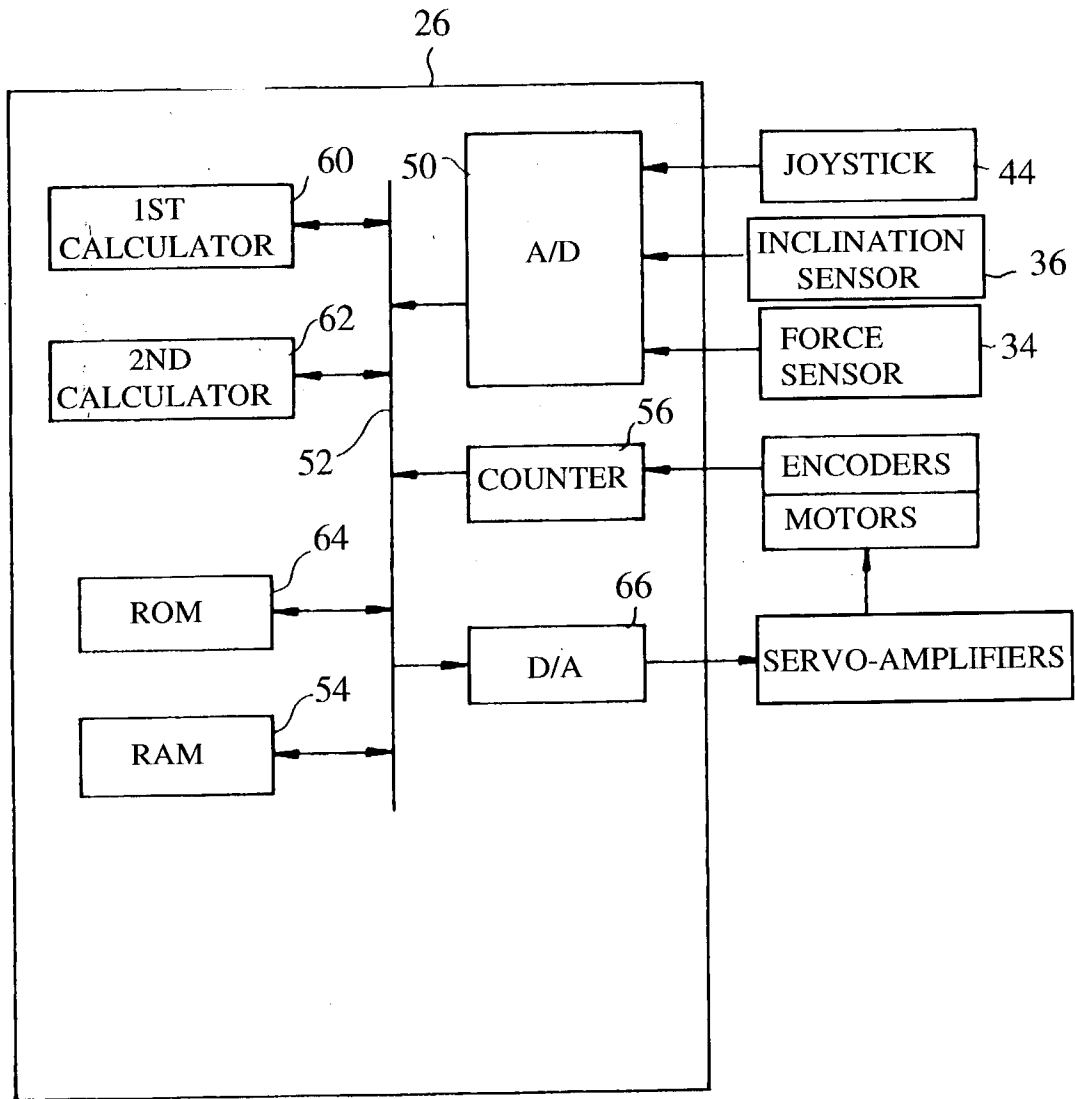 26
60
1ST
CALCULATOR
50
A/D
JOYSTICK
44
INCLINATION
SENSOR
36
62
2ND
CALCULATOR
FORCE
SENSOR
34
52
56
COUNTER
ENCODERS
MOTORS
64
ROM
66
D/A
SERVO-AMPLIFIERS
54
RAM